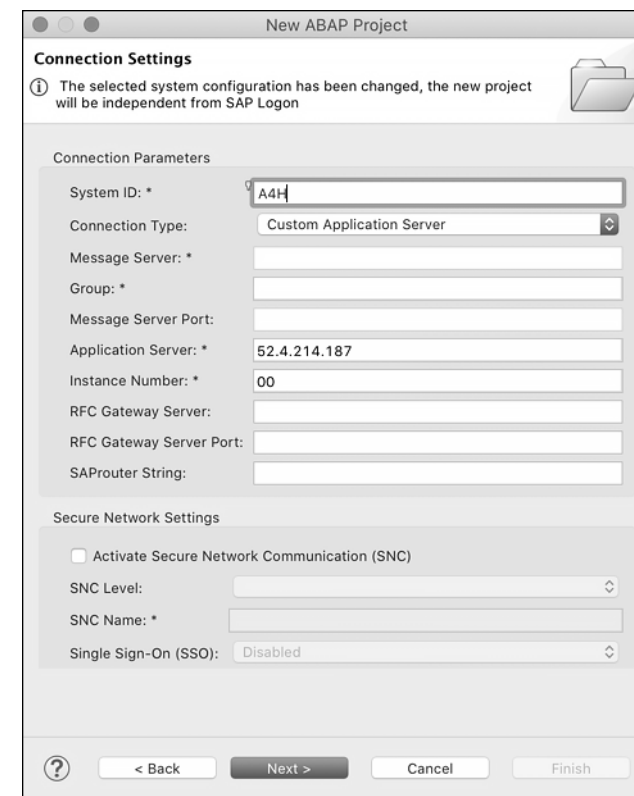 New ABAP Project
Connection Settings
The selected system configuration has been changed, the new project
will be independent from SAP Logon
Connection Parameters
System ID: * A4H
Connection Type: Custom Application Server
Message Server: *
Group: *
Message Server Port:
Application Server: * 52.4.214.187
Instance Number: * 00
RFC Gateway Server:
RFC Gateway Server Port:
SAProuter String:
Secure Network Settings
Activate Secure Network Communication (SNC)
SNC Level:
SNC Name: *
Single Sign-On (SSO): Disabled
? < Back Next > Cancel Finish